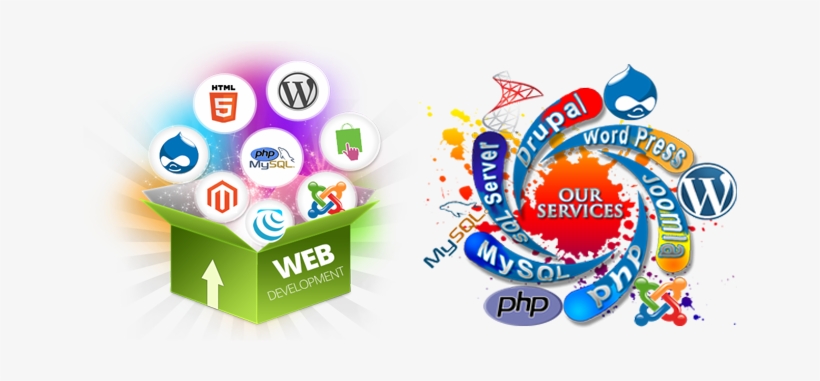 HTML
5
php
MySQL
WEB
DEVELOPMENT
Drupal
Word Press
Joomla
php
MySQL
SQL Server
OUR
SERVICES
MySQL
php